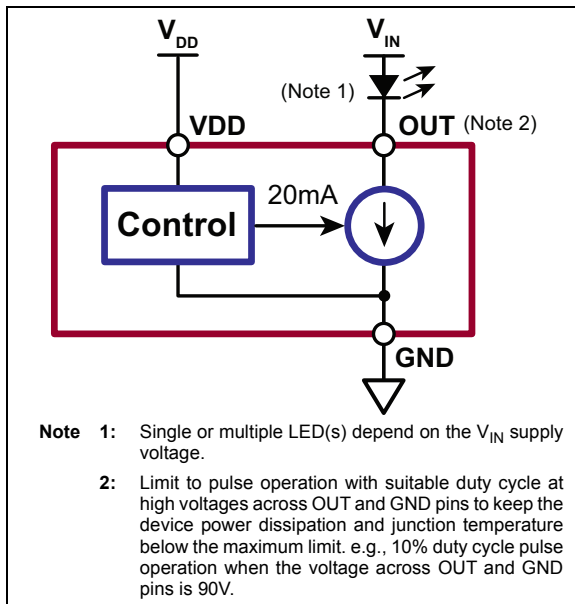 VDD
VIN
(Note 1)
VDD
OUT (Note 2)
Control
20mA
GND
Note 1: Single or multiple LED(s) depend on the VIN supply
voltage.
2: Limit to pulse operation with suitable duty cycle at
high voltages across OUT and GND pins to keep the
device power dissipation and junction temperature
below the maximum limit. e.g., 10% duty cycle pulse
operation when the voltage across OUT and GND
pins is 90V.